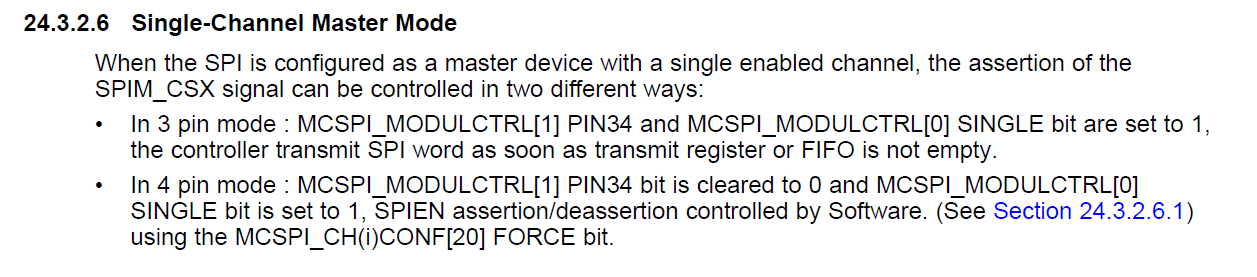 24.3.2.6 Single-Channel Master Mode
When the SPI is configured as a master device with a single enabled channel, the assertion of the
SPIM_CSX signal can be controlled in two different ways:
• In 3 pin mode : MCSPI_MODULCTRL[1] PIN34 and MCSPI_MODULCTRL[0] SINGLE bit are set to 1,
the controller transmit SPI word as soon as transmit register or FIFO is not empty.
• In 4 pin mode : MCSPI_MODULCTRL[1] PIN34 bit is cleared to 0 and MCSPI_MODULCTRL[0]
SINGLE bit is set to 1, SPIEN assertion/deassertion controlled by Software. (See Section 24.3.2.6.1)
using the MCSPI_CH(i)CONF[20] FORCE bit.